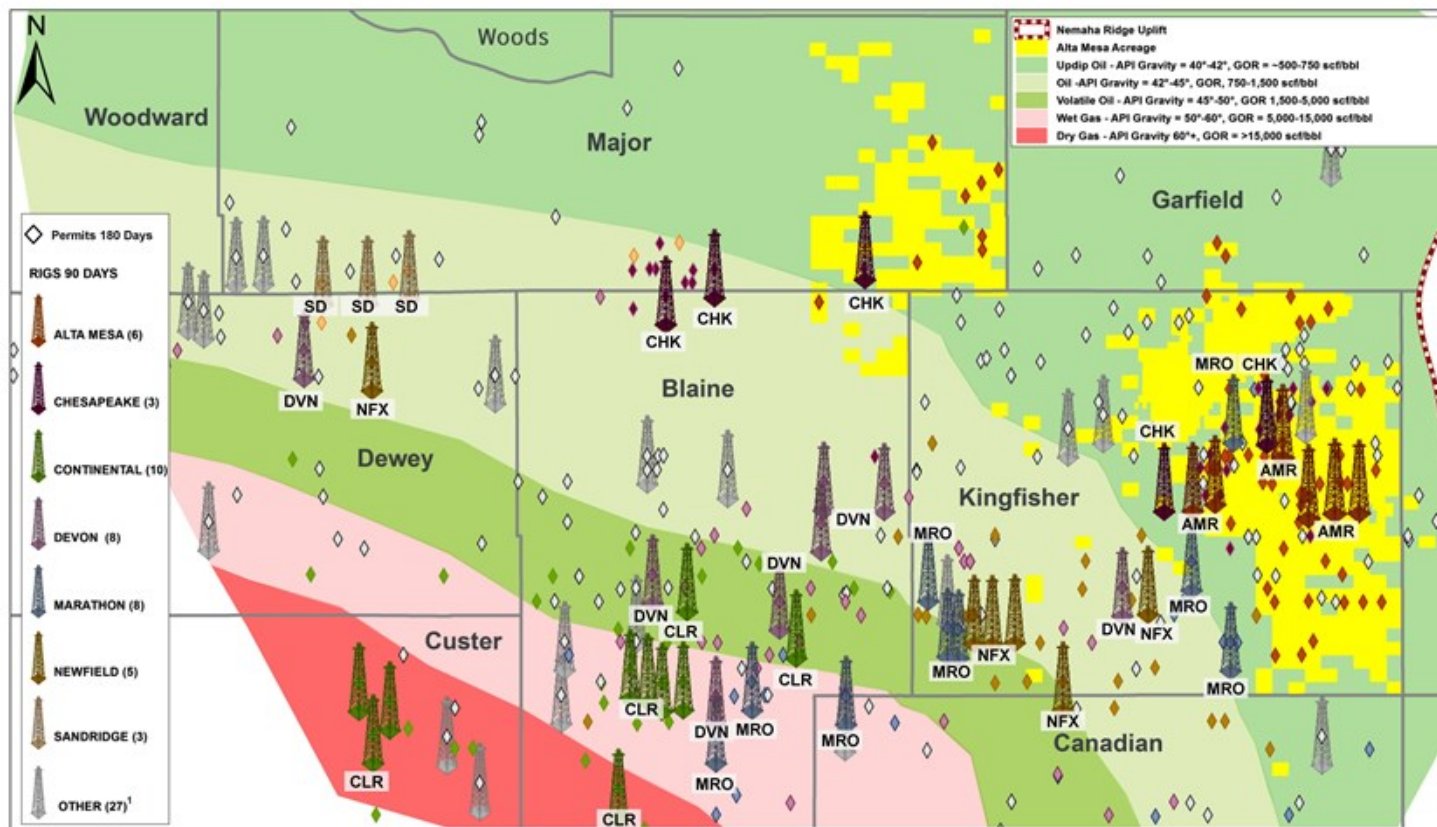 N
Woods
Woodward
Major
Garfield
Nemaha Ridge Uplift
Alta Mesa Acreage
Updip Oil - API Gravity = 40°-42°, GOR = ~500-750 scf/bbl
Oil -API Gravity = 42°-45°, GOR, 750-1,500 scf/bbl
Volatile Oil - API Gravity = 45°-50°, GOR 1,500-5,000 scf/bbl
Wet Gas - API Gravity = 50°-60°, GOR = 5,000-15,000 scf/bbl
Dry Gas - API Gravity 60°+, GOR = >15,000 scf/bbl
Permits 180 Days
RIGS 90 DAYS
ALTA MESA (6)
CHESAPEAKE (3)
CONTINENTAL (10)
DEVON (8)
MARATHON (8)
NEWFIELD (5)
SANDRIDGE (3)
OTHER (27)¹
SD
SD
SD
CHK
CHK
CHK
DVN
NFX
Blaine
MRO
CHK
Dewey
CHK
Kingfisher
AMR
DVN
AMR
AMR
MRO
DVN
DVN
CLR
DVN
NFX
MRO
Custer
CLR
MRO
NFX
MRO
CLR
DVN
MRO
MRO
NFX
Canadian
CLR
MRO
CLR